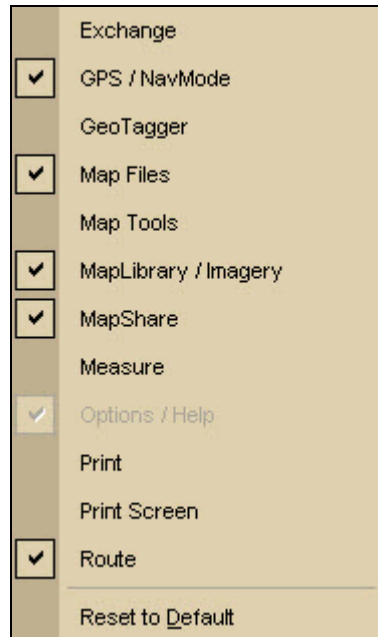 Exchange
GPS / NavMode
GeoTagger
Map Files
Map Tools
MapLibrary / Imagery
MapShare
Measure
Options / Help
Print
Print Screen
Route
Reset to Default